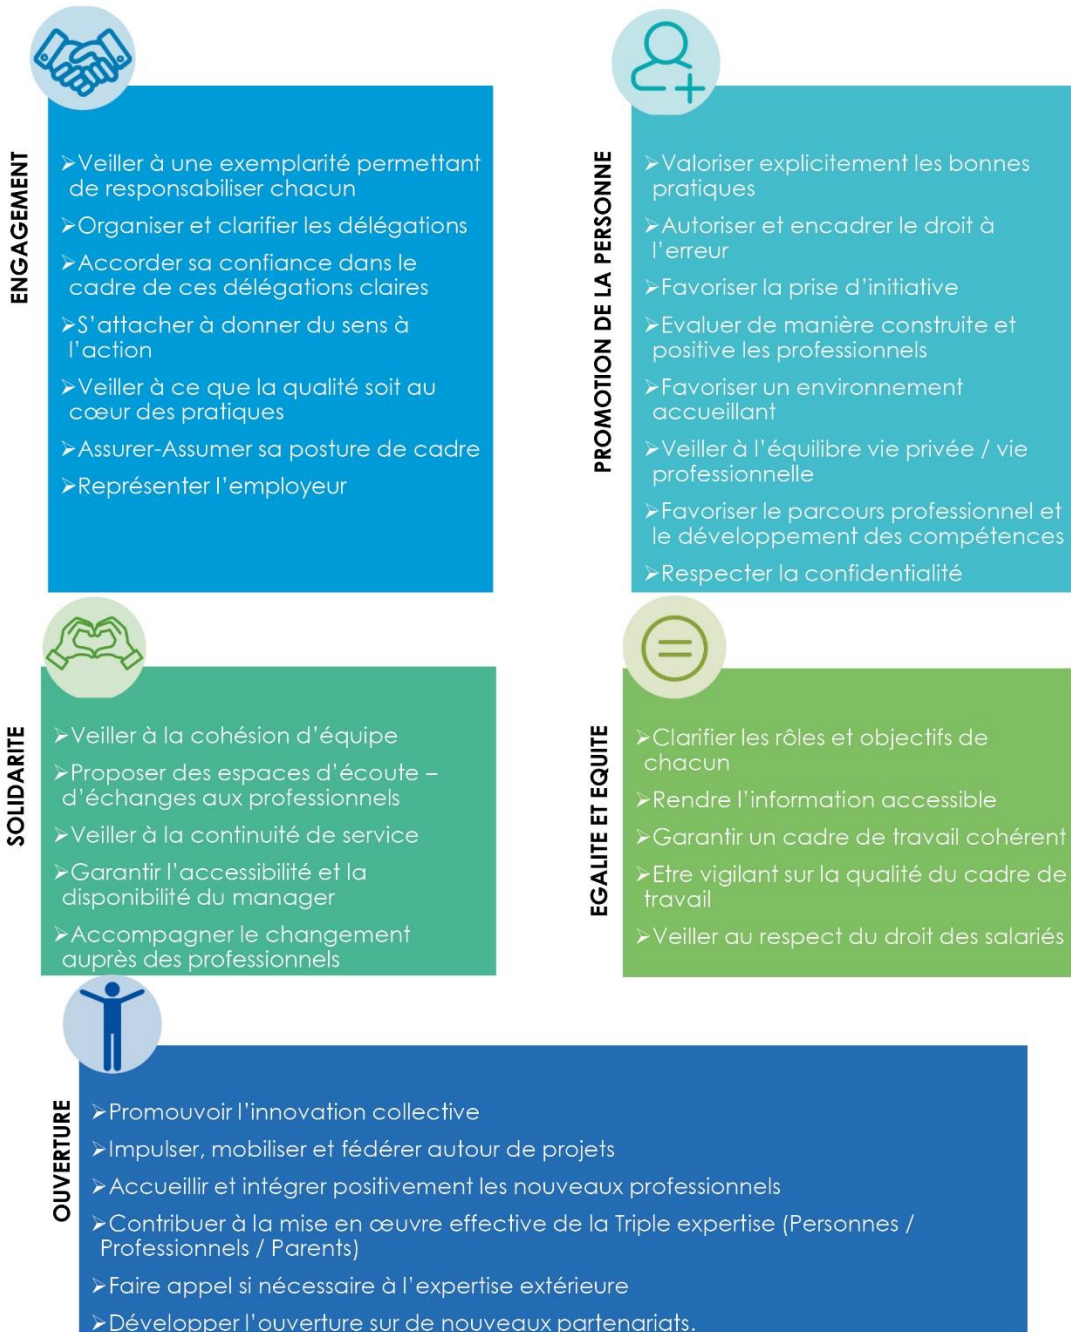 ENGAGEMENT
➢Veiller à une exemplarité permettant
de responsabiliser chacun
➢Organiser et clarifier les délégations
➢Accorder sa confiance dans le
cadre de ces délégations claires
➢S'attacher à donner du sens à
l'action
➢Veiller à ce que la qualité soit au
cœur des pratiques
➢Assurer-Assumer sa posture de cadre
➢Représenter l'employeur
PROMOTION DE LA PERSONNE
➢Valoriser explicitement les bonnes
pratiques
➢Autoriser et encadrer le droit à
l'erreur
➢Favoriser la prise d'initiative
➢Evaluer de manière construite et
positive les professionnels
➢Favoriser un environnement
accueillant
➢Veiller à l'équilibre vie privée / vie
professionnelle
➢Favoriser le parcours professionnel et
le développement des compétences
➢Respecter la confidentialité
SOLIDARITE
➢Veiller à la cohésion d'équipe
➢Proposer des espaces d'écoute –
d'échanges aux professionnels
➢Veiller à la continuité de service
➢Garantir l'accessibilité et la
disponibilité du manager
➢Accompagner le changement
auprès des professionnels
EGALITE ET EQUITE
➢Clarifier les rôles et objectifs de
chacun
➢Rendre l'information accessible
➢Garantir un cadre de travail cohérent
➢Etre vigilant sur la qualité du cadre de
travail
➢Veiller au respect du droit des salariés
OUVERTURE
➢Promouvoir l'innovation collective
➢Impulser, mobiliser et fédérer autour de projets
➢Accueillir et intégrer positivement les nouveaux professionnels
➢Contribuer à la mise en œuvre effective de la Triple expertise (Personnes /
Professionnels / Parents)
➢Faire appel si nécessaire à l'expertise extérieure
➢Développer l'ouverture sur de nouveaux partenariats.